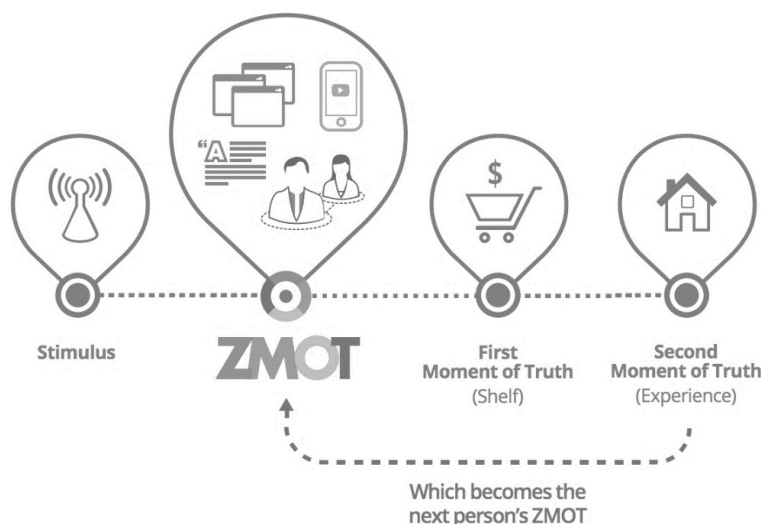 “A
$
Stimulus
ZMOT
First
Moment of Truth
(Shelf)
Second
Moment of Truth
(Experience)
Which becomes the
next person’s ZMOT